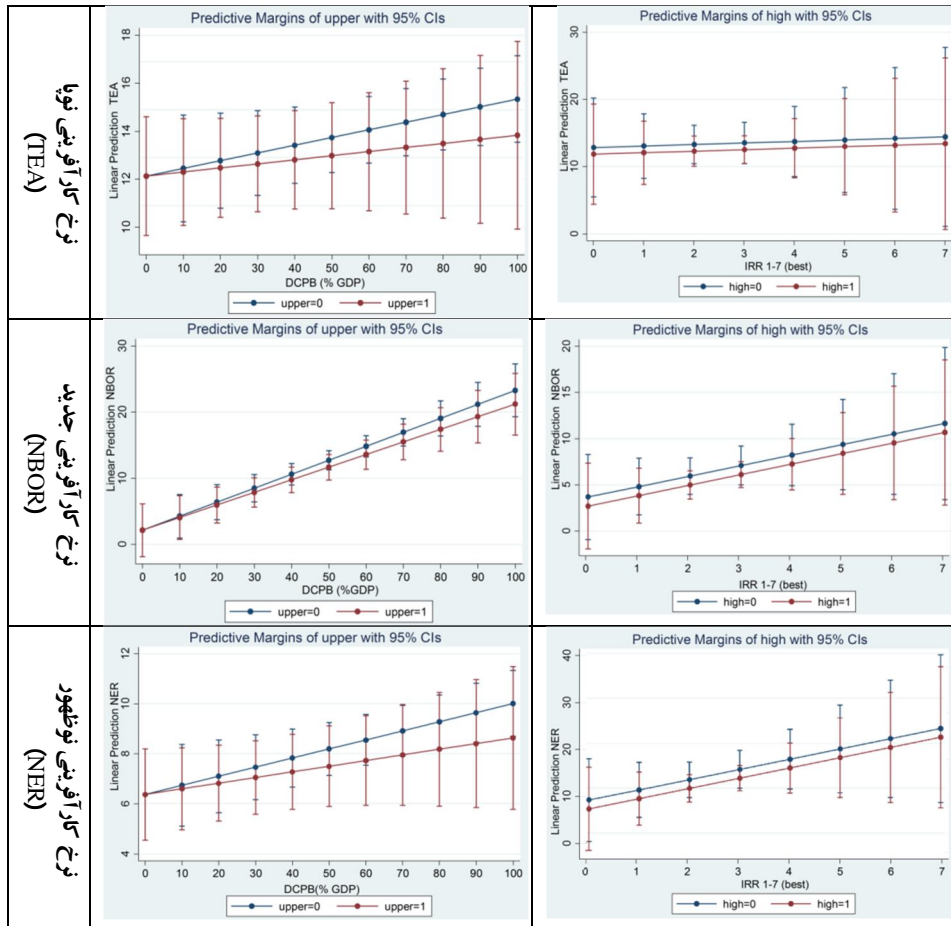 نرخ کارآفرینی نوپا
(TEA)
Predictive Margins of upper with 95% CIs
Linear Prediction TEA
18
16
14
12
10
0 10 20 30 40 50 60 70 80 90 100
DCPB (% GDP)
upper=0 upper=1
Predictive Margins of high with 95% CIs
Linear Prediction TEA
30
20
10
0
0 1 2 3 4 5 6 7
IRR 1-7 (best)
high=0 high=1
نرخ کارآفرینی جدید
(NBOR)
Predictive Margins of upper with 95% CIs
Linear Prediction NBOR
30
20
10
0
0 10 20 30 40 50 60 70 80 90 100
DCPB (%GDP)
upper=0 upper=1
Predictive Margins of high with 95% CIs
Linear Prediction NBOR
20
15
10
5
0
0 1 2 3 4 5 6 7
IRR 1-7 (best)
high=0 high=1
نرخ کارآفرینی نوظهور
(NER)
Predictive Margins of upper with 95% CIs
Linear Prediction NER
12
10
8
6
4
0 10 20 30 40 50 60 70 80 90 100
DCPB(% GDP)
upper=0 upper=1
Predictive Margins of high with 95% CIs
Linear Prediction NER
40
30
20
10
0
0 1 2 3 4 5 6 7
IRR 1-7 (best)
high=0 high=1